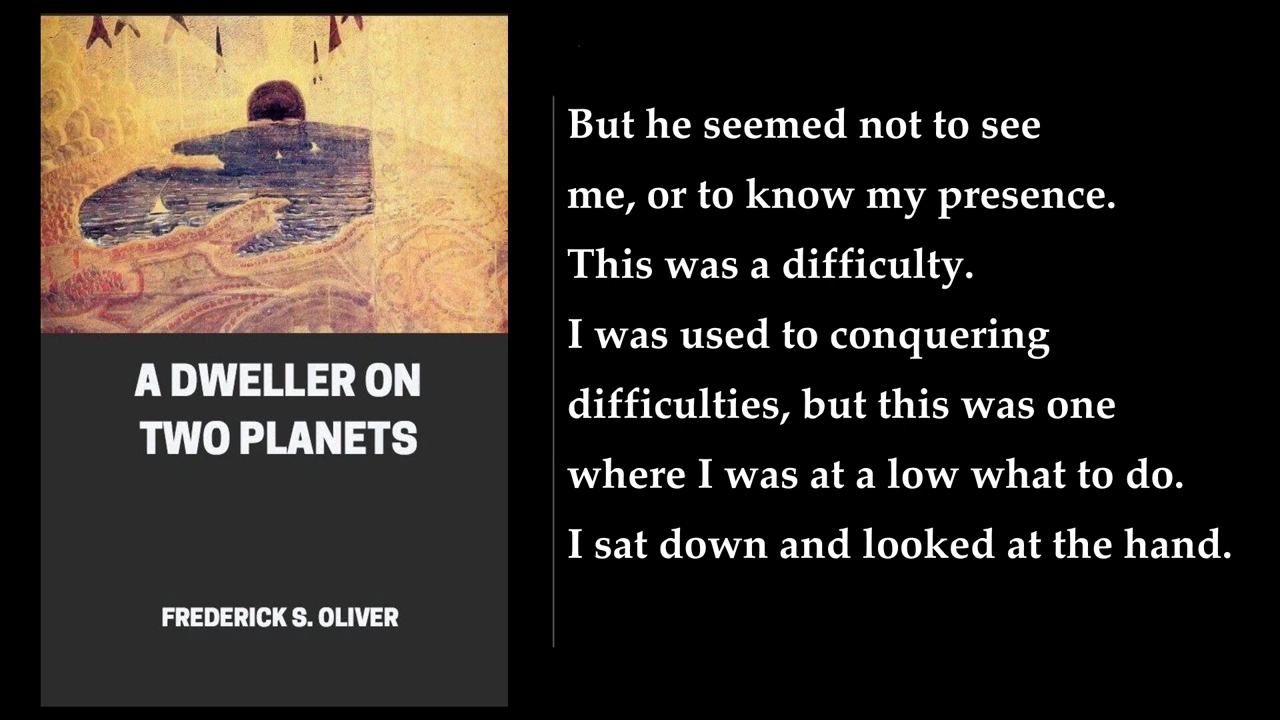 A DWELLER ON
TWO PLANETS
FREDERICK S. OLIVER
But he seemed not to see
me, or to know my presence.
This was a difficulty.
I was used to conquering
difficulties, but this was one
where I was at a low what to do.
I sat down and looked at the hand.